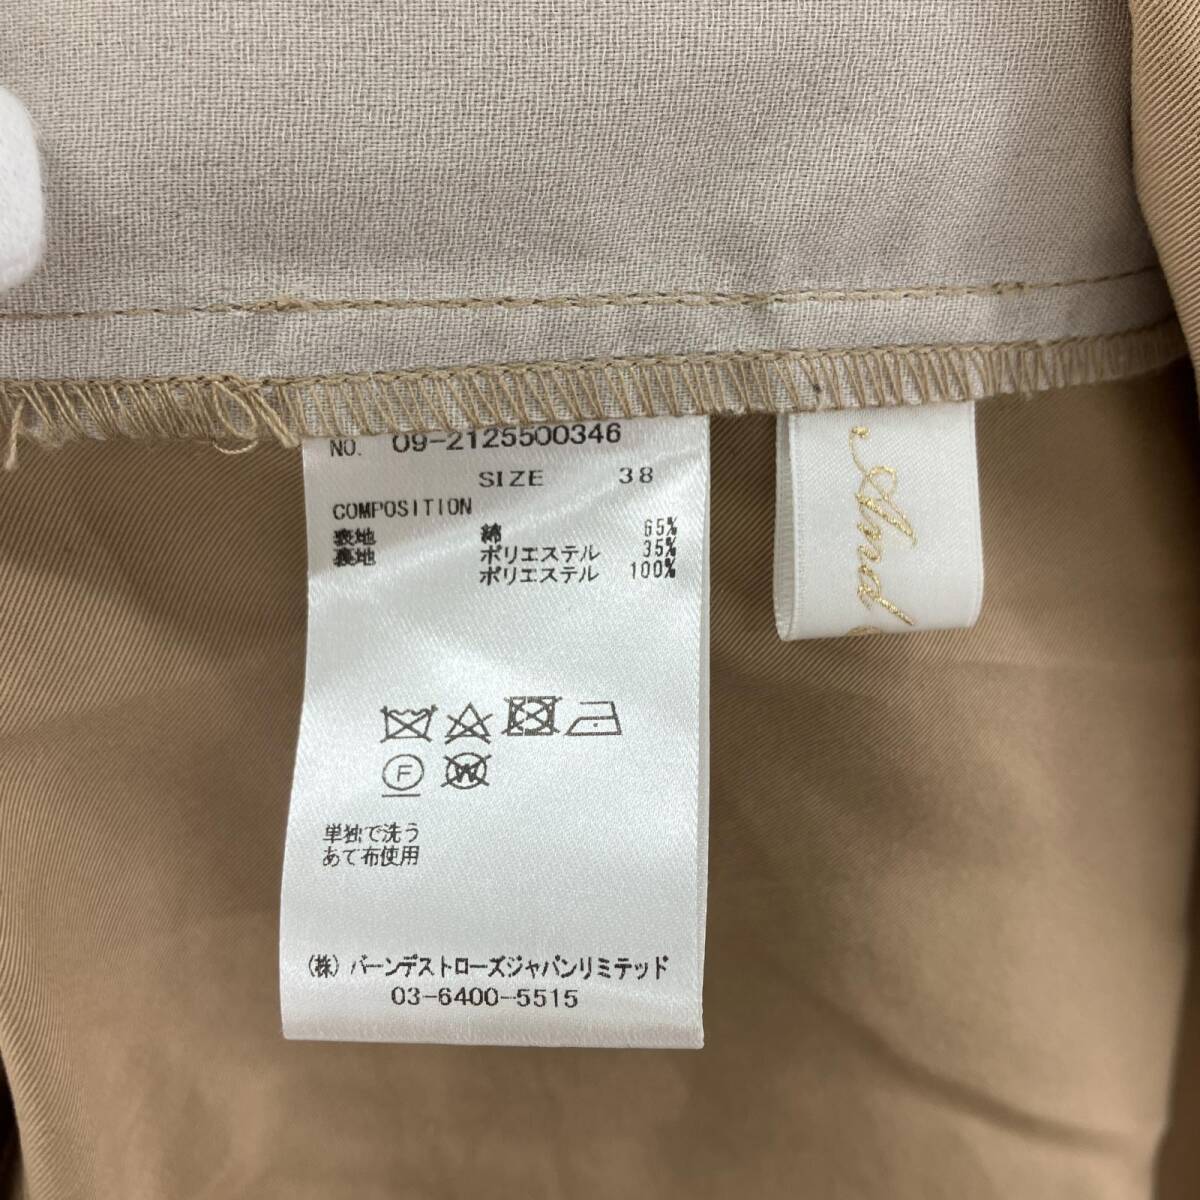 NO. 09-2125500346
SIZE 38
COMPOSITION
表地 綿 65%
裏地 ポリエステル 35%
ポリエステル 100%
F
W
単独で洗う
あて布使用
(株) バーンデストローズジャパンリミテッド
03-6400-5515
And